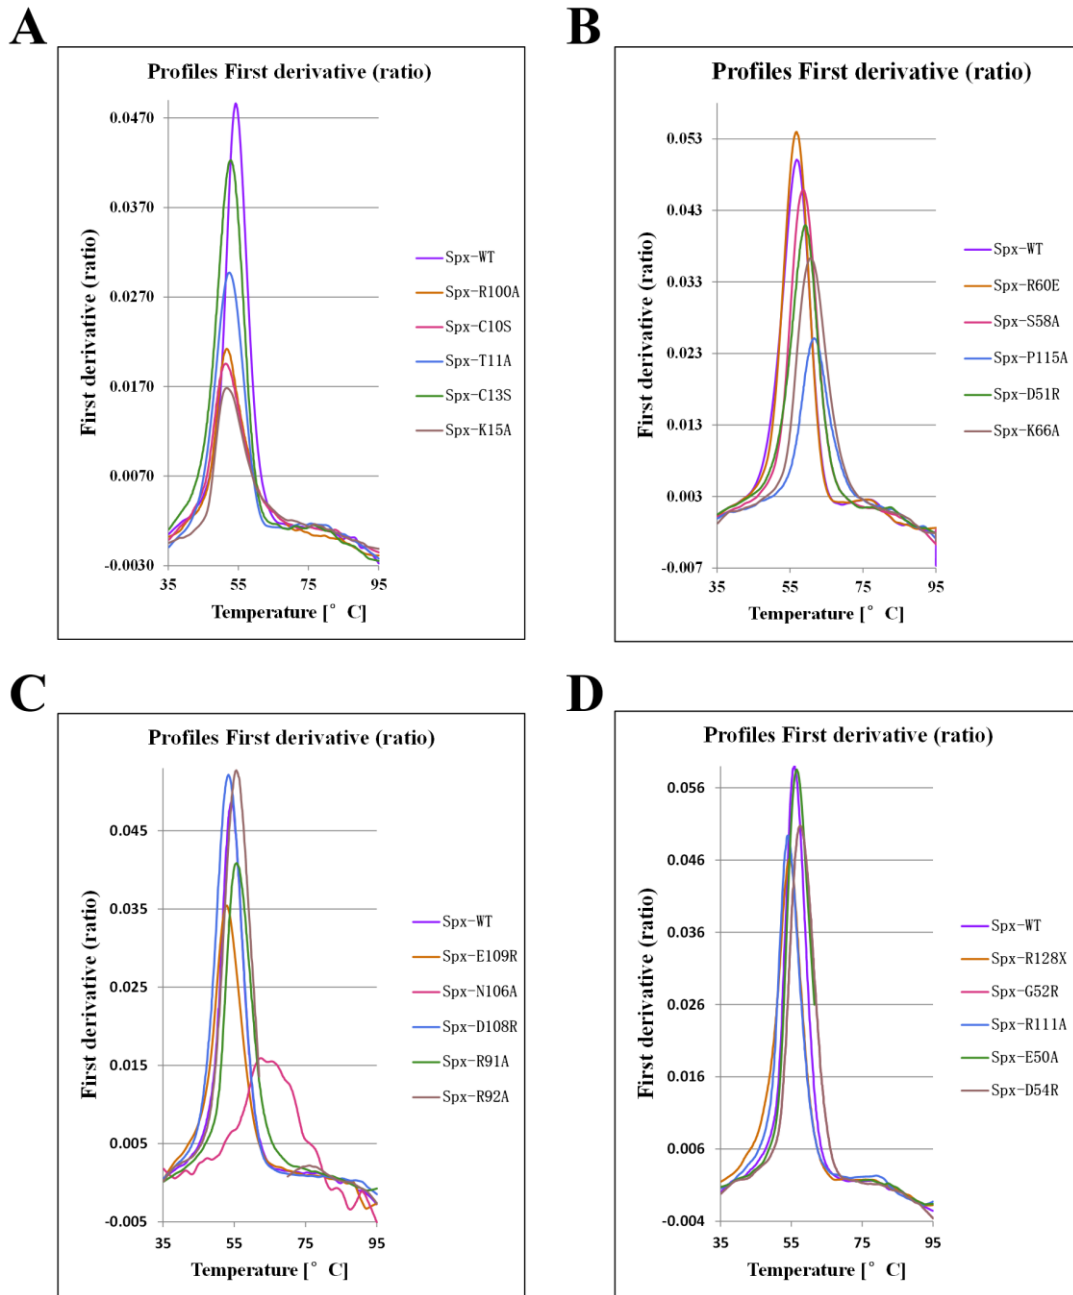 A
Profiles First derivative (ratio)
0.0470
0.0370
0.0270
0.0170
0.0070
-0.0030
35 55 75 95
First derivative (ratio)
Temperature [° C]
Spx-WT
Spx-R100A
Spx-C10S
Spx-T11A
Spx-C13S
Spx-K15A
B
Profiles First derivative (ratio)
0.053
0.043
0.033
0.023
0.013
0.003
-0.007
35 55 75 95
First derivative (ratio)
Temperature [° C]
Spx-WT
Spx-R60E
Spx-S58A
Spx-P115A
Spx-D51R
Spx-K66A
C
Profiles First derivative (ratio)
0.045
0.035
0.025
0.015
0.005
-0.005
35 55 75 95
First derivative (ratio)
Temperature [° C]
Spx-WT
Spx-E109R
Spx-N106A
Spx-D108R
Spx-R91A
Spx-R92A
D
Profiles First derivative (ratio)
0.056
0.046
0.036
0.026
0.016
0.006
-0.004
35 55 75 95
First derivative (ratio)
Temperature [° C]
Spx-WT
Spx-R128X
Spx-G52R
Spx-R111A
Spx-E50A
Spx-D54R